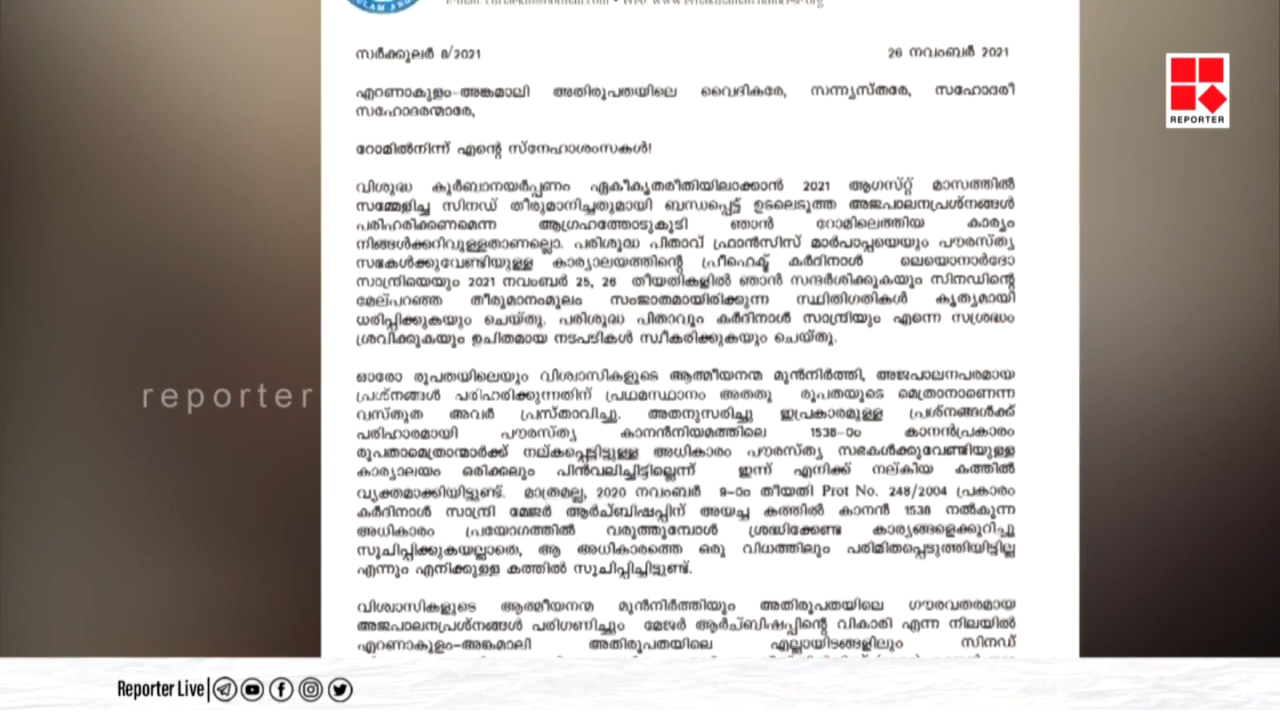 സർക്കുലർ 8/2021
26 നവംബർ 2021
എറണാകുളം-അങ്കമാലി അതിരൂപതയിലെ വൈദികരേ, സന്ന്യസ്തരേ, സഹോദരീ
സഹോദരന്മാരേ,
റോമിൽനിന്ന് എന്റെ സ്നേഹാശംസകൾ!
വിശുദ്ധ കുർബാനയർപ്പണം ഏകീകൃതരീതിയിലാക്കാൻ 2021 ആഗസ്റ്റ് മാസത്തിൽ
സമ്മേളിച്ച സിനഡ് തീരുമാനിച്ചതുമായി ബന്ധപ്പെട്ട് ഉടലെടുത്ത അജപാലനപ്രശ്നങ്ങൾ
പരിഹരിക്കണമെന്ന ആഗ്രഹത്തോടുകൂടി ഞാൻ റോമിലെത്തിയ കാര്യം
നിങ്ങൾക്കറിവുള്ളതാണല്ലൊ. പരിശുദ്ധ പിതാവ് ഫ്രാൻസിസ് മാർപാപ്പയെയും പൗരസ്ത്യ
സഭകൾക്കുവേണ്ടിയുള്ള കാര്യാലയത്തിന്റെ പ്രീഫെക്ട് കർദിനാൾ ലെയൊനാർദോ
സാന്ദ്രിയെയും 2021 നവംബർ 25, 26 തീയതികളിൽ ഞാൻ സന്ദർശിക്കുകയും സിനഡിന്റെ
മേല്പറഞ്ഞ തീരുമാനംമൂലം സംജാതമായിരിക്കുന്ന സ്ഥിതിഗതികൾ കൃത്യമായി
ധരിപ്പിക്കുകയും ചെയ്തു. പരിശുദ്ധ പിതാവും കർദിനാൾ സാന്ദ്രിയും എന്നെ സശ്രദ്ധം
ശ്രവിക്കുകയും ഉചിതമായ നടപടികൾ സ്വീകരിക്കുകയും ചെയ്തു.
ഓരോ രൂപതയിലെയും വിശ്വാസികളുടെ ആത്മീയനന്മ മുൻനിർത്തി, അജപാലനപരമായ
പ്രശ്നങ്ങൾ പരിഹരിക്കുന്നതിന് പ്രഥമസ്ഥാനം അതതു രൂപതയുടെ മെത്രാനാണെന്ന
വസ്തുത അവർ പ്രസ്താവിച്ചു. അതനുസരിച്ചു ഇപ്രകാരമുള്ള പ്രശ്നങ്ങൾക്ക്
പരിഹാരമായി പൗരസ്ത്യ കാനൻനിയമത്തിലെ 1538-ാം കാനൻപ്രകാരം
രൂപതാമെത്രാന്മാർക്ക് നല്കപ്പെട്ടിട്ടുള്ള അധികാരം പൗരസ്ത്യ സഭകൾക്കുവേണ്ടിയുള്ള
കാര്യാലയം ഒരിക്കലും പിൻവലിച്ചിട്ടില്ലെന്ന് ഇന്ന് എനിക്ക് നല്കിയ കത്തിൽ
വ്യക്തമാക്കിയിട്ടുണ്ട്. മാത്രമല്ല, 2020 നവംബർ 9-ാം തീയതി Prot No. 248/2004 പ്രകാരം
കർദിനാൾ സാന്ദ്രി മേജർ ആർച്ബിഷപ്പിന് അയച്ച കത്തിൽ കാനൻ 1538 നൽകുന്ന
അധികാരം പ്രയോഗത്തിൽ വരുത്തുമ്പോൾ ശ്രദ്ധിക്കേണ്ട കാര്യങ്ങളെക്കുറിച്ചു
സൂചിപ്പിക്കുകയല്ലാതെ, ആ അധികാരത്തെ ഒരു വിധത്തിലും പരിമിതപ്പെടുത്തിയിട്ടില്ല
എന്നും എനിക്കുള്ള കത്തിൽ സൂചിപ്പിച്ചിട്ടുണ്ട്.
വിശ്വാസികളുടെ ആത്മീയനന്മ മുൻനിർത്തിയും അതിരൂപതയിലെ ഗൗരവതരമായ
അജപാലനപ്രശ്നങ്ങൾ പരിഗണിച്ചും മേജർ ആർച്ബിഷപ്പിന്റെ വികാരി എന്ന നിലയിൽ
എറണാകുളം-അങ്കമാലി അതിരൂപതയിലെ എല്ലായിടങ്ങളിലും സിനഡ്
REPORTER
reporter
Reporter Live